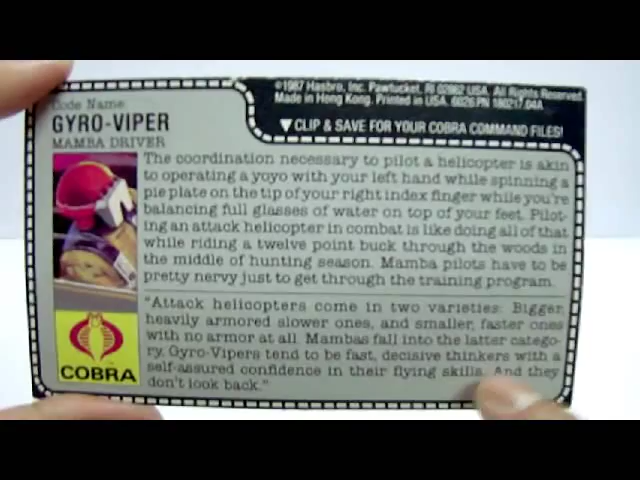 ©1987 Hasbro, Inc. Pawtucket, RI 02862 USA. All Rights Reserved.
Made in Hong Kong. Printed in USA. 6026 PN 180217.04A
▼ CLIP & SAVE FOR YOUR COBRA COMMAND FILES!
Code Name:
GYRO-VIPER
MAMBA DRIVER
The coordination necessary to pilot a helicopter is akin
to operating a yoyo with your left hand while spinning a
pie plate on the tip of your right index finger while you're
balancing full glasses of water on top of your feet. Pilot-
ing an attack helicopter in combat is like doing all of that
while riding a twelve point buck through the woods in
the middle of hunting season. Mamba pilots have to be
pretty nervy just to get through the training program.
"Attack helicopters come in two varieties: Bigger,
heavily armored slower ones, and smaller, faster ones
with no armor at all. Mambas fall into the latter catego-
ry. Gyro-Vipers tend to be fast, decisive thinkers with a
self-assured confidence in their flying skills. And they
don't look back."
COBRA